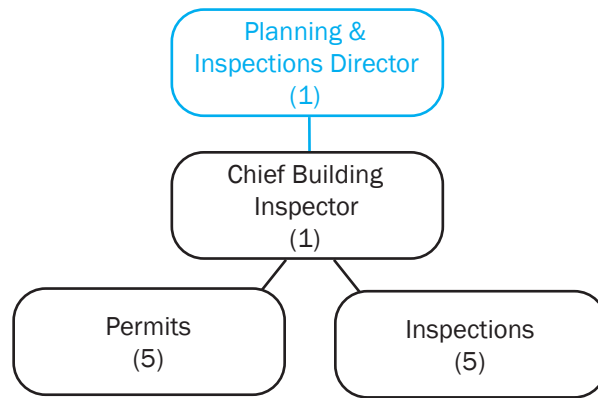 Planning &
Inspections Director
(1)
Chief Building
Inspector
(1)
Permits
(5)
Inspections
(5)